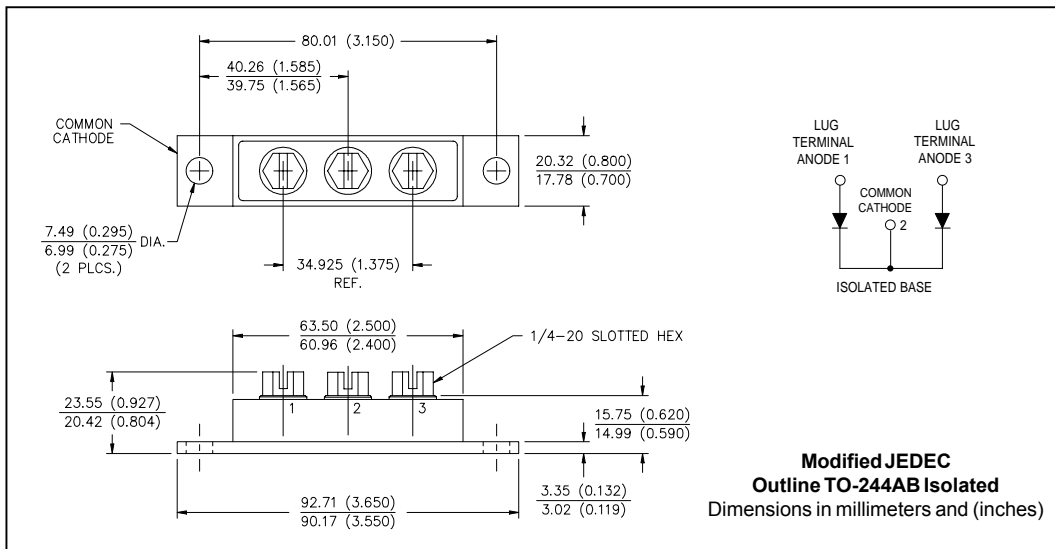 80.01 (3.150)
40.26 (1.585)
39.75 (1.565)
COMMON
CATHODE
20.32 (0.800)
17.78 (0.700)
7.49 (0.295)
6.99 (0.275)
DIA.
(2 PLCS.)
34.925 (1.375)
REF.
LUG
TERMINAL
ANODE 1
LUG
TERMINAL
ANODE 3
COMMON
CATHODE
2
ISOLATED BASE
63.50 (2.500)
60.96 (2.400)
1/4-20 SLOTTED HEX
23.55 (0.927)
20.42 (0.804)
1
2
3
15.75 (0.620)
14.99 (0.590)
3.35 (0.132)
3.02 (0.119)
92.71 (3.650)
90.17 (3.550)
Modified JEDEC
Outline TO-244AB Isolated
Dimensions in millimeters and (inches)